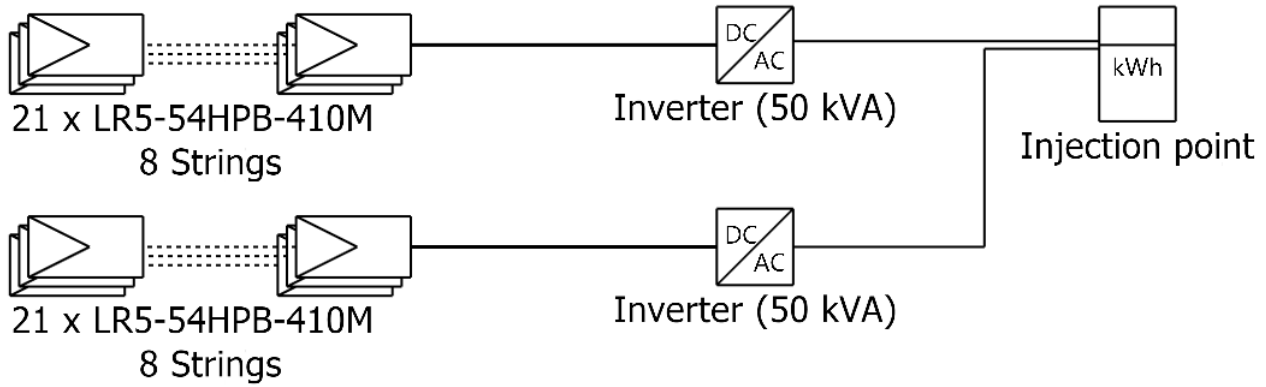 DC
AC
kWh
21 x LR5-54HPB-410M
8 Strings
Inverter (50 kVA)
Injection point
DC
AC
21 x LR5-54HPB-410M
8 Strings
Inverter (50 kVA)